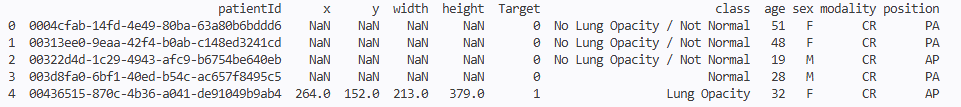 patientId x y width height Target class age sex modality position
0 0004cfab-14fd-4e49-80ba-63a80b6bddd6 NaN NaN NaN NaN 0 No Lung Opacity / Not Normal 51 F CR PA
1 00313ee0-9eaa-42f4-b0ab-c148ed3241cd NaN NaN NaN NaN 0 No Lung Opacity / Not Normal 48 F CR PA
2 00322d4d-1c29-4943-afc9-b6754be640eb NaN NaN NaN NaN 0 No Lung Opacity / Not Normal 19 M CR AP
3 003d8fa0-6bf1-40ed-b54c-ac657f8495c5 NaN NaN NaN NaN 0 Normal 28 M CR PA
4 00436515-870c-4b36-a041-de91049b9ab4 264.0 152.0 213.0 379.0 1 Lung Opacity 32 F CR AP